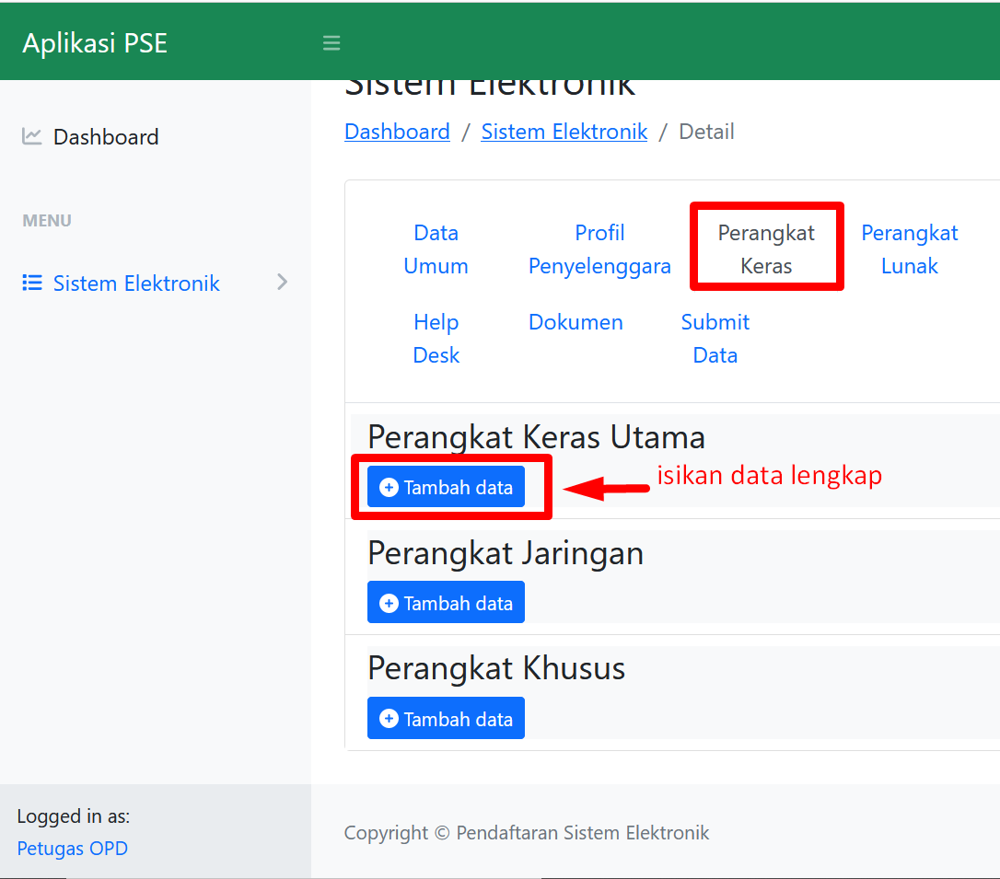 Aplikasi PSE
Sistem Elektronik
Dashboard / Sistem Elektronik / Detail
Dashboard
MENU
Sistem Elektronik
Data
Umum
Profil
Penyelenggara
Perangkat
Keras
Perangkat
Lunak
Help
Desk
Dokumen
Submit
Data
Perangkat Keras Utama
Tambah data
isikan data lengkap
Perangkat Jaringan
Tambah data
Perangkat Khusus
Tambah data
Logged in as:
Petugas OPD
Copyright © Pendaftaran Sistem Elektronik